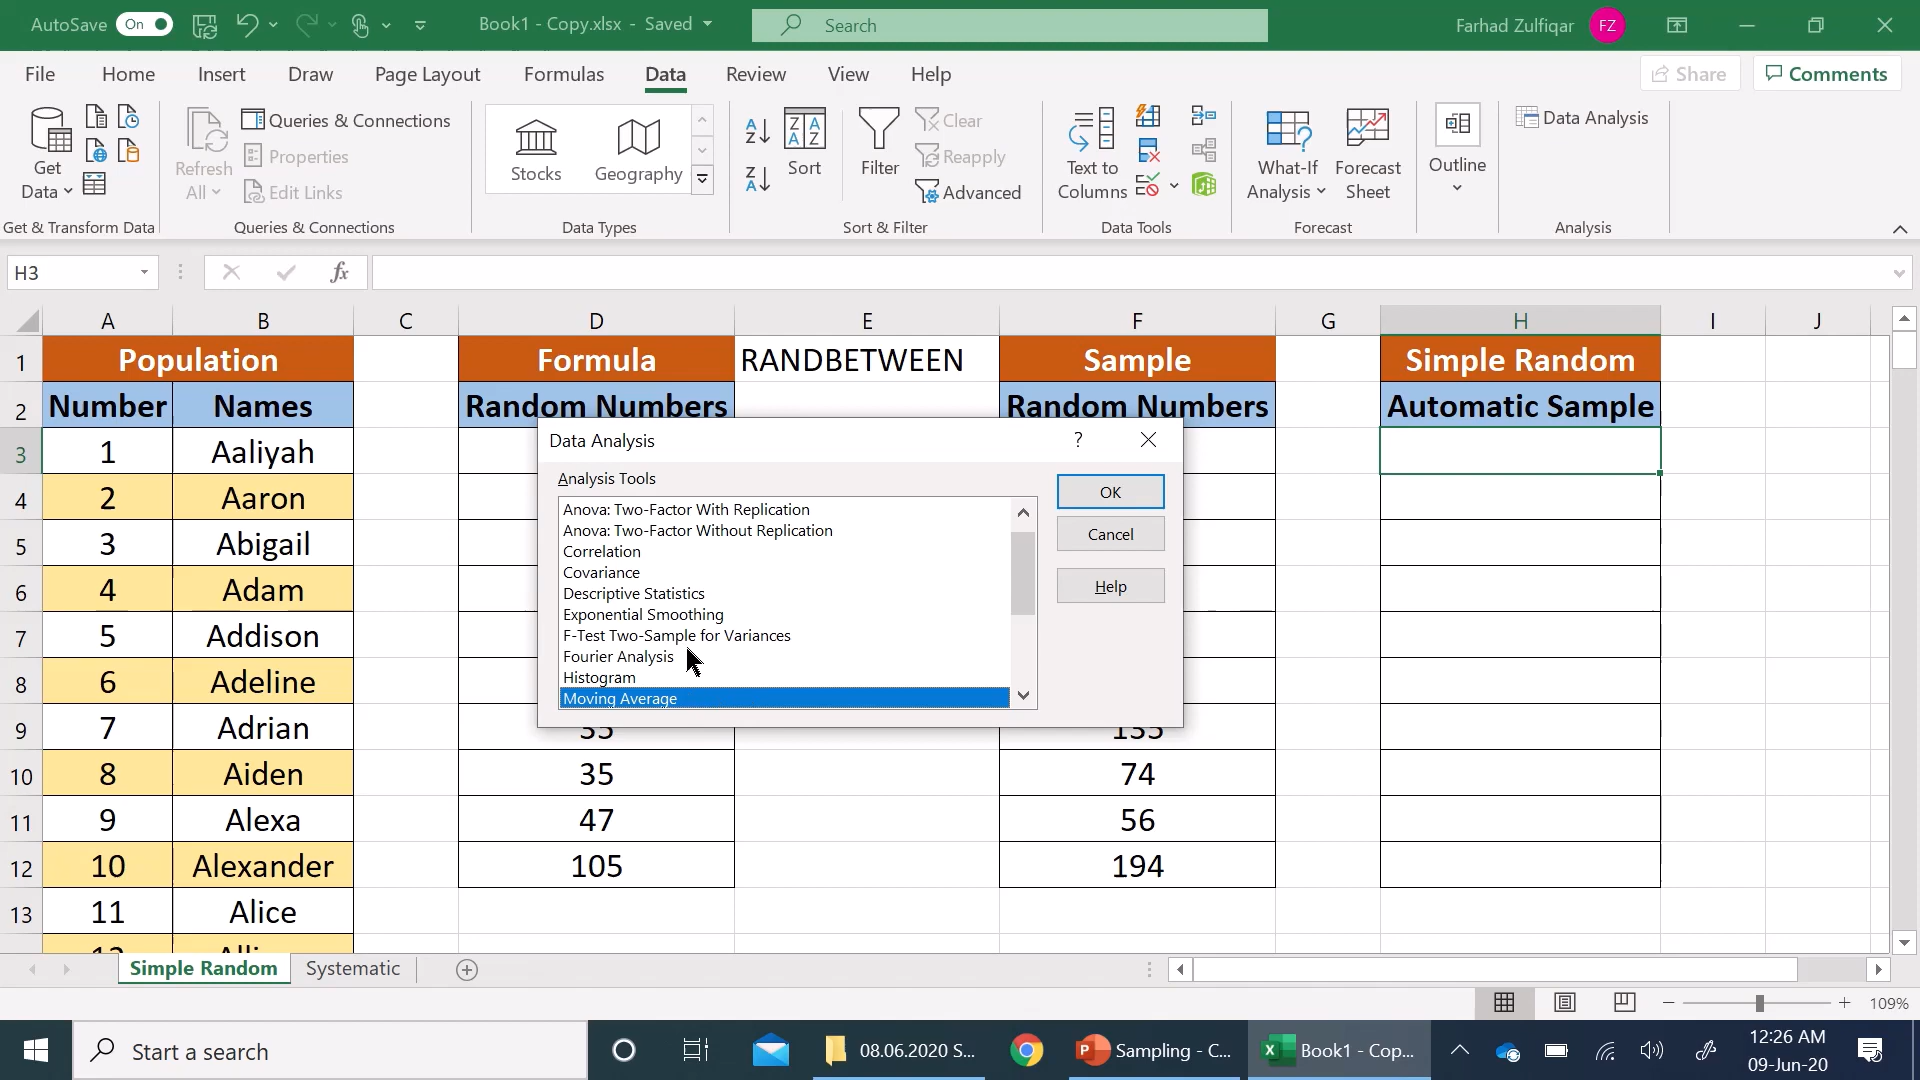 AutoSave On Book1 - Copy.xlsx - Saved Search Farhad Zulfiqar FZ
File Home Insert Draw Page Layout Formulas Data Review View Help Share Comments
Get Data
Refresh All
Queries & Connections
Properties
Edit Links
Stocks Geography
Sort
Filter
Clear
Reapply
Advanced
Text to Columns
What-If Analysis
Forecast Sheet
Outline
Data Analysis
Get & Transform Data Queries & Connections Data Types Sort & Filter Data Tools Forecast Analysis
H3 fx
A B C D E F G H I J
1 Population Formula RANDBETWEEN Sample Simple Random
2 Number Names Random Numbers Random Numbers Automatic Sample
3 1 Aaliyah
4 2 Aaron
5 3 Abigail
6 4 Adam
7 5 Addison
8 6 Adeline
9 7 Adrian 35 135
10 8 Aiden 35 74
11 9 Alexa 47 56
12 10 Alexander 105 194
13 11 Alice
Data Analysis ?
Analysis Tools
Anova: Two-Factor With Replication
Anova: Two-Factor Without Replication
Correlation
Covariance
Descriptive Statistics
Exponential Smoothing
F-Test Two-Sample for Variances
Fourier Analysis
Histogram
Moving Average
OK
Cancel
Help
Simple Random Systematic
109%
Start a search 08.06.2020 S... Sampling - C... Book1 - Cop... 12:26 AM
09-Jun-20